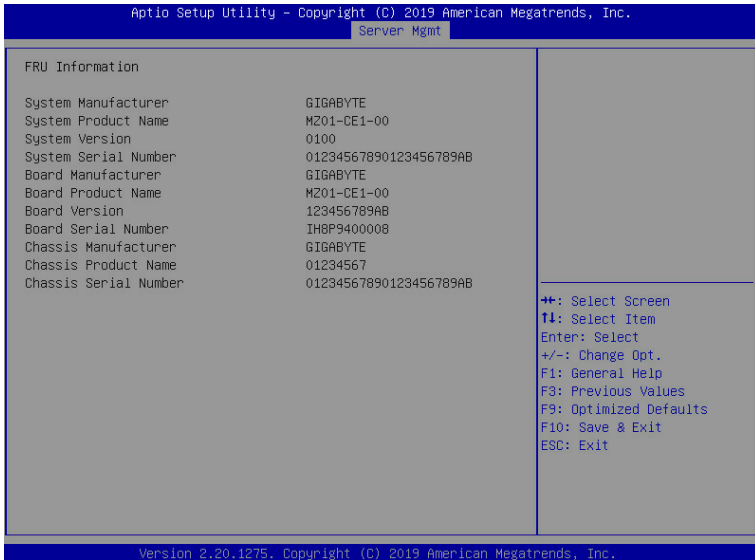 Aptio Setup Utility – Copyright (C) 2019 American Megatrends, Inc.
Server Mgmt
FRU Information
System Manufacturer GIGABYTE
System Product Name MZ01-CE1-00
System Version 0100
System Serial Number 01234567890123456789AB
Board Manufacturer GIGABYTE
Board Product Name MZ01-CE1-00
Board Version 123456789AB
Board Serial Number IH8P9400008
Chassis Manufacturer GIGABYTE
Chassis Product Name 01234567
Chassis Serial Number 01234567890123456789AB
→←: Select Screen
↑↓: Select Item
Enter: Select
+/-: Change Opt.
F1: General Help
F3: Previous Values
F9: Optimized Defaults
F10: Save & Exit
ESC: Exit
Version 2.20.1275. Copyright (C) 2019 American Megatrends, Inc.